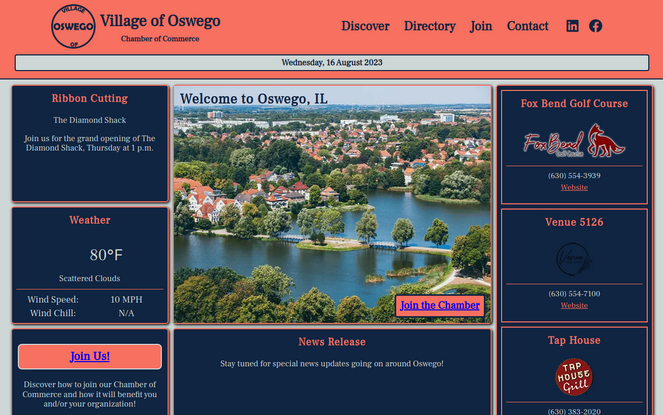 VILLAGE
OSWEGO
OF
Village of Oswego
Chamber of Commerce
Discover Directory Join Contact
Wednesday, 16 August 2023
Ribbon Cutting
The Diamond Shack
Join us for the grand opening of The
Diamond Shack, Thursday at 1 p.m.
Weather
80°F
Scattered Clouds
Wind Speed: 10 MPH
Wind Chill: N/A
Join Us!
Discover how to join our Chamber of
Commerce and how it will benefit you
and/or your organization!
Welcome to Oswego, IL
Join the Chamber
News Release
Stay tuned for special news updates going on around Oswego!
Fox Bend Golf Course
Fox Bend
Golf Course
(630) 554-3939
Website
Venue 5126
(630) 554-7100
Website
Tap House
TAP
HOUSE
Grill
(630) 383-2020